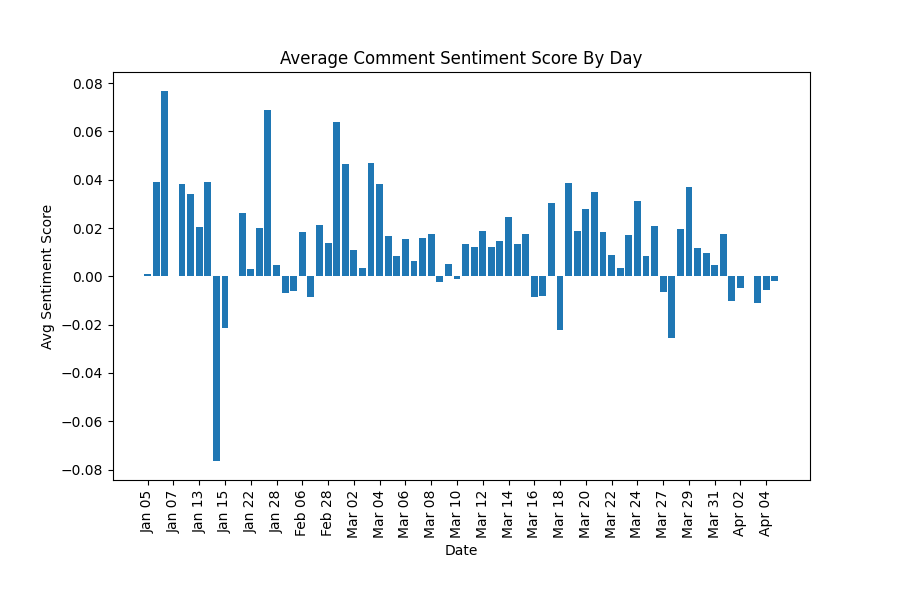 Average Comment Sentiment Score By Day
Avg Sentiment Score
0.08
0.06
0.04
0.02
0.00
−0.02
−0.04
−0.06
−0.08
Jan 05
Jan 07
Jan 13
Jan 15
Jan 22
Jan 28
Feb 06
Feb 28
Mar 02
Mar 04
Mar 06
Mar 08
Mar 10
Mar 12
Mar 14
Mar 16
Mar 18
Mar 20
Mar 22
Mar 24
Mar 27
Mar 29
Mar 31
Apr 02
Apr 04
Date